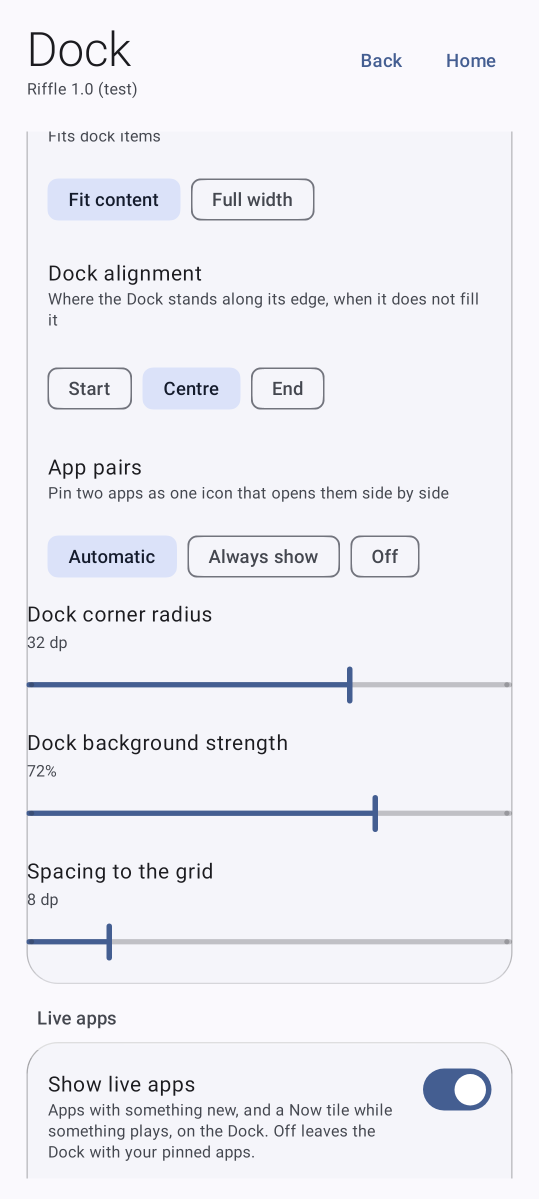 Dock
Riffle 1.0 (test)
Back
Home
Fits dock items
Fit content
Full width
Dock alignment
Where the Dock stands along its edge, when it does not fill
it
Start
Centre
End
App pairs
Pin two apps as one icon that opens them side by side
Automatic
Always show
Off
Dock corner radius
32 dp
Dock background strength
72%
Spacing to the grid
8 dp
Live apps
Show live apps
Apps with something new, and a Now tile while
something plays, on the Dock. Off leaves the
Dock with your pinned apps.